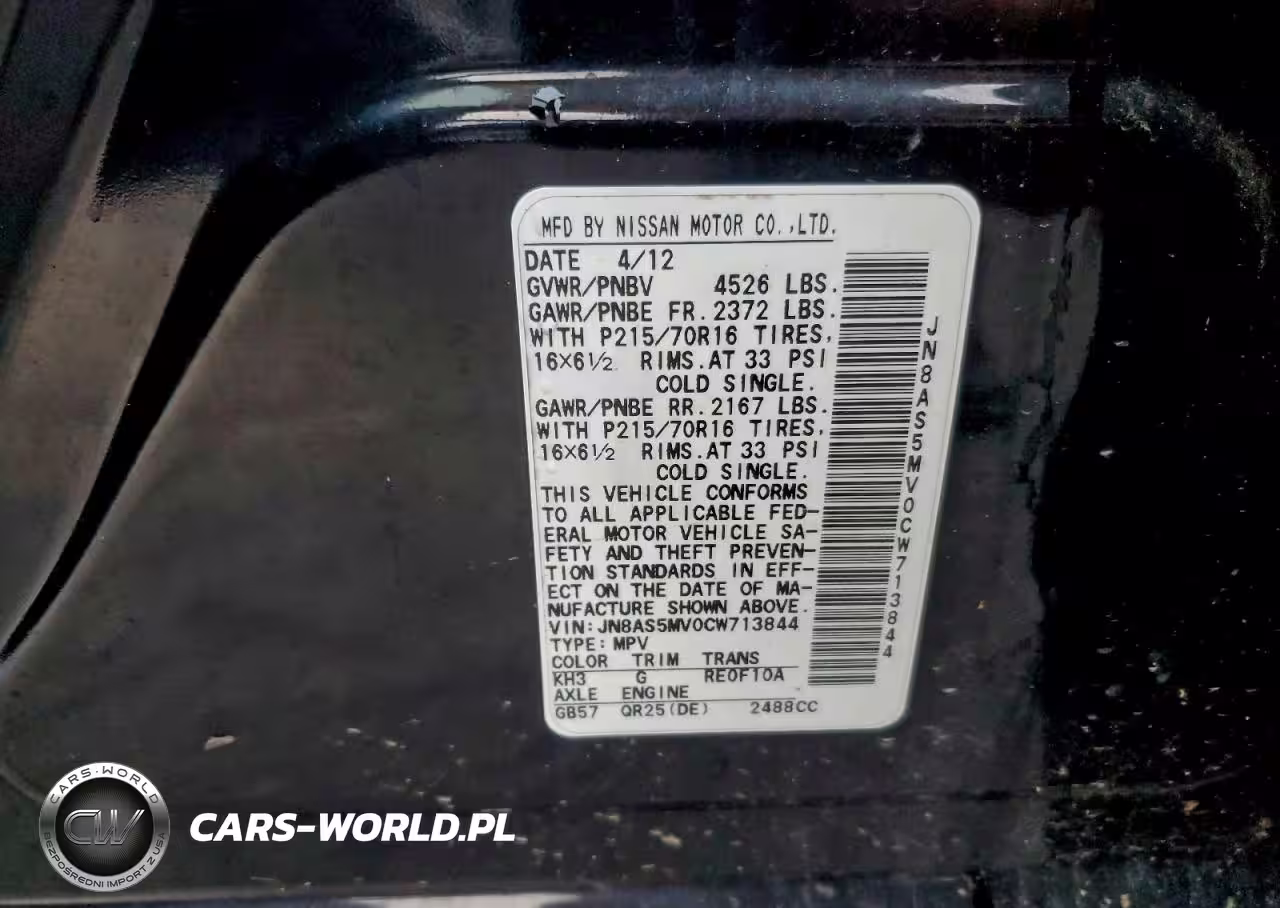 MFD BY NISSAN MOTOR CO.,LTD.
DATE 4/12
GVWR/PNBV 4526 LBS.
GAWR/PNBE FR. 2372 LBS.
WITH P215/70R16 TIRES,
16×6½ RIMS. AT 33 PSI
COLD SINGLE.
GAWR/PNBE RR. 2167 LBS.
WITH P215/70R16 TIRES,
16×6½ RIMS. AT 33 PSI
COLD SINGLE.
THIS VEHICLE CONFORMS
TO ALL APPLICABLE FED-
ERAL MOTOR VEHICLE SA-
FETY AND THEFT PREVEN-
TION STANDARDS IN EFF-
ECT ON THE DATE OF MA-
NUFACTURE SHOWN ABOVE.
VIN: JN8AS5MV0CW713844
TYPE: MPV
COLOR TRIM TRANS
KH3 G RE0F10A
AXLE ENGINE
GB57 QR25(DE) 2488CC
JN8AS5MV0CW713844
CARS-WORLD
CW
BEZPOŚREDNI IMPORT Z USA
CARS-WORLD.PL